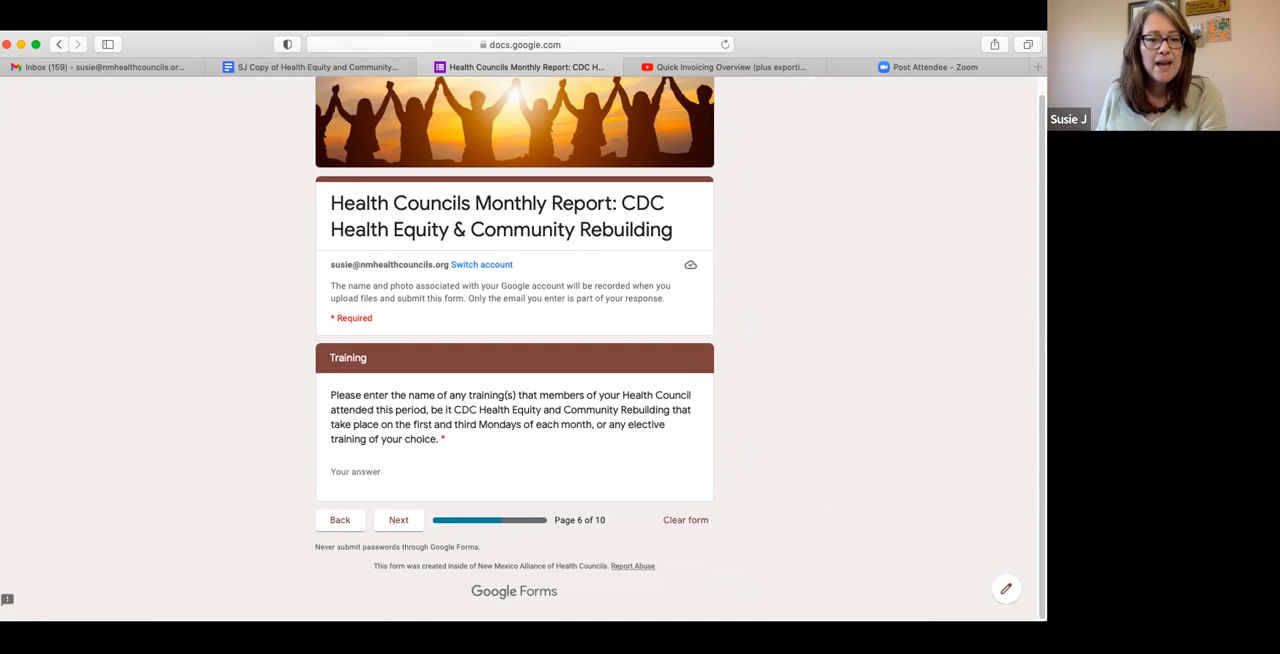 docs.google.com
Inbox (159) - susie@nmhealthcouncils.or...
SJ Copy of Health Equity and Community...
Health Councils Monthly Report: CDC H...
Quick Invoicing Overview (plus exporti...
Post Attendee - Zoom
Susie J
Health Councils Monthly Report: CDC
Health Equity & Community Rebuilding
susie@nmhealthcouncils.org Switch account
The name and photo associated with your Google account will be recorded when you
upload files and submit this form. Only the email you enter is part of your response.
* Required
Training
Please enter the name of any training(s) that members of your Health Council
attended this period, be it CDC Health Equity and Community Rebuilding that
take place on the first and third Mondays of each month, or any elective
training of your choice. *
Your answer
Back
Next
Page 6 of 10
Clear form
Never submit passwords through Google Forms.
This form was created inside of New Mexico Alliance of Health Councils. Report Abuse
Google Forms